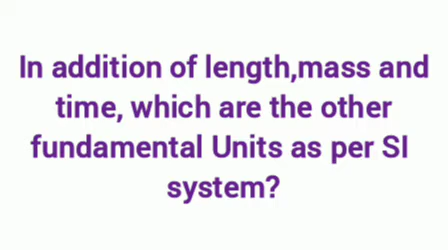 In addition of length,mass and
time, which are the other
fundamental Units as per SI
system?